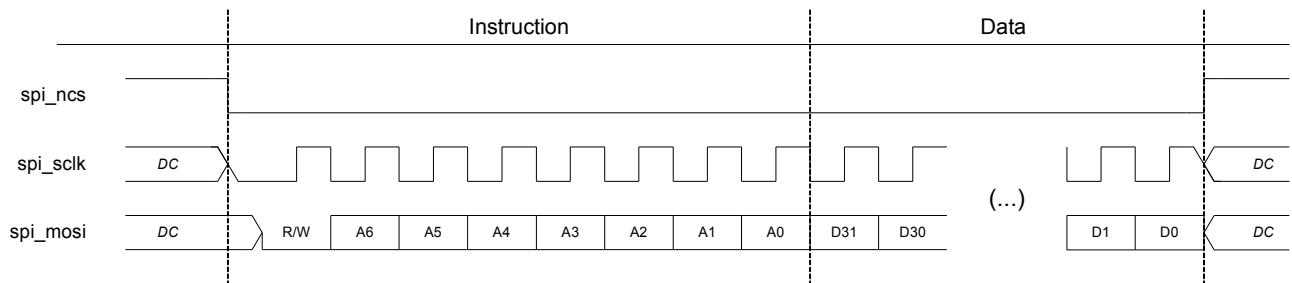 Instruction Data
spi_ncs
spi_sclk DC (...) DC
spi_mosi DC R/W A6 A5 A4 A3 A2 A1 A0 D31 D30 D1 D0 DC